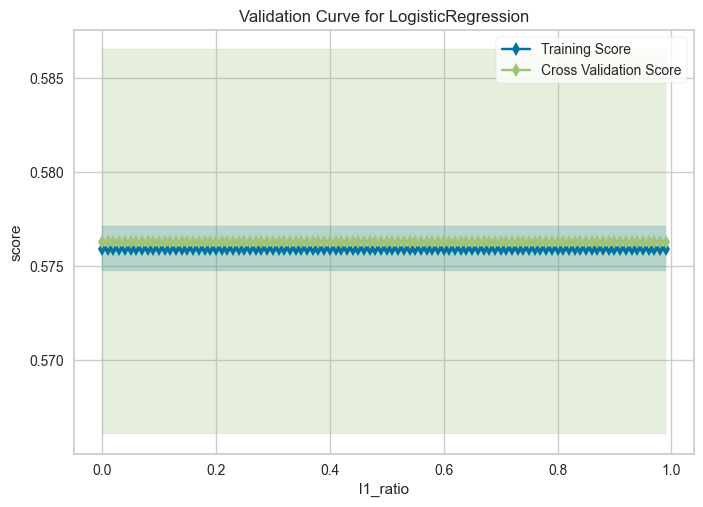 Validation Curve for LogisticRegression
Training Score
Cross Validation Score
0.585
0.580
0.575
0.570
score
0.0 0.2 0.4 0.6 0.8 1.0
l1_ratio